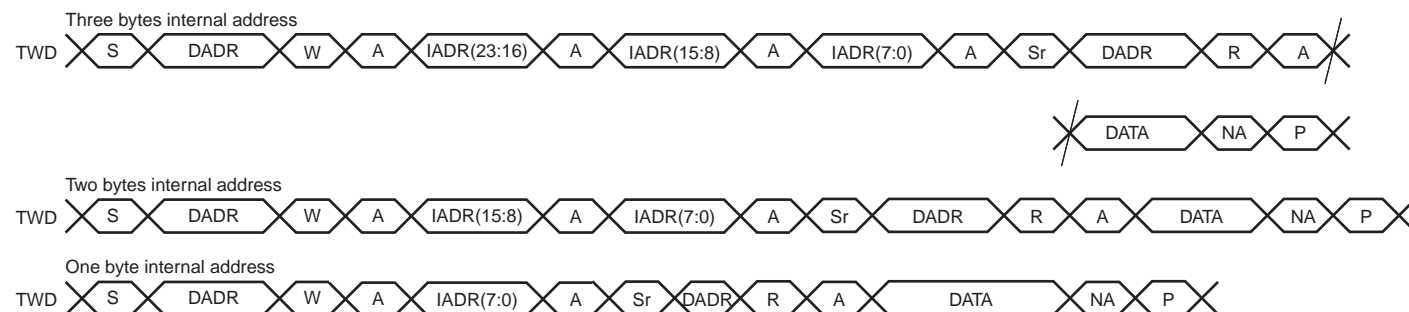 Three bytes internal address
TWD S DADR W A IADR(23:16) A IADR(15:8) A IADR(7:0) A Sr DADR R A
DATA NA P
Two bytes internal address
TWD S DADR W A IADR(15:8) A IADR(7:0) A Sr DADR R A DATA NA P
One byte internal address
TWD S DADR W A IADR(7:0) A Sr DADR R A DATA NA P